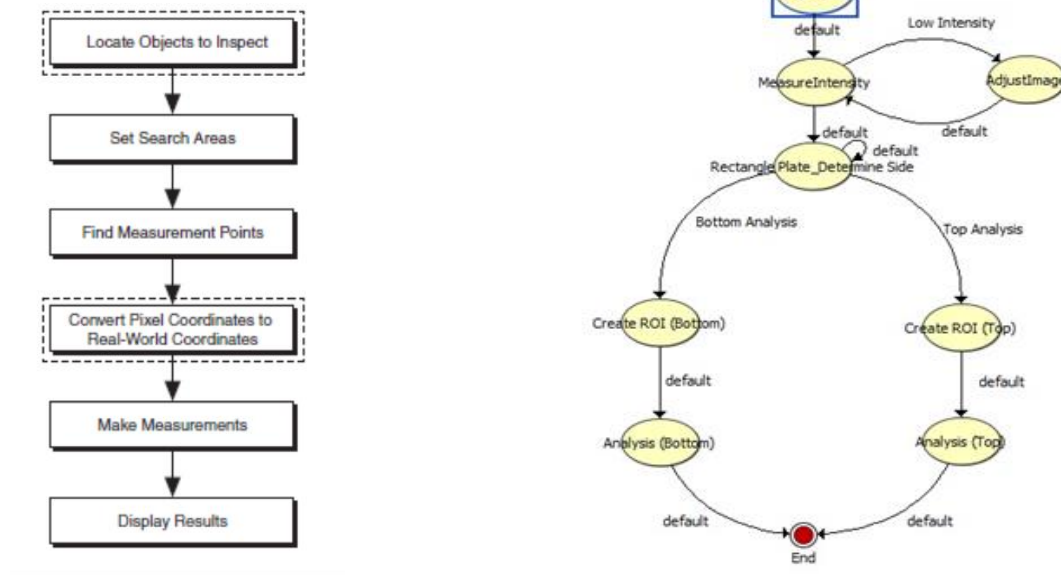 Locate Objects to Inspect
Set Search Areas
Find Measurement Points
Convert Pixel Coordinates to
Real-World Coordinates
Make Measurements
Display Results
default
Low Intensity
MeasureIntensity
AdjustImage
default
default
default
Rectangle Plate_Determine Side
Bottom Analysis
Top Analysis
Create ROI (Bottom)
Create ROI (Top)
default
default
Analysis (Bottom)
Analysis (Top)
default
default
End